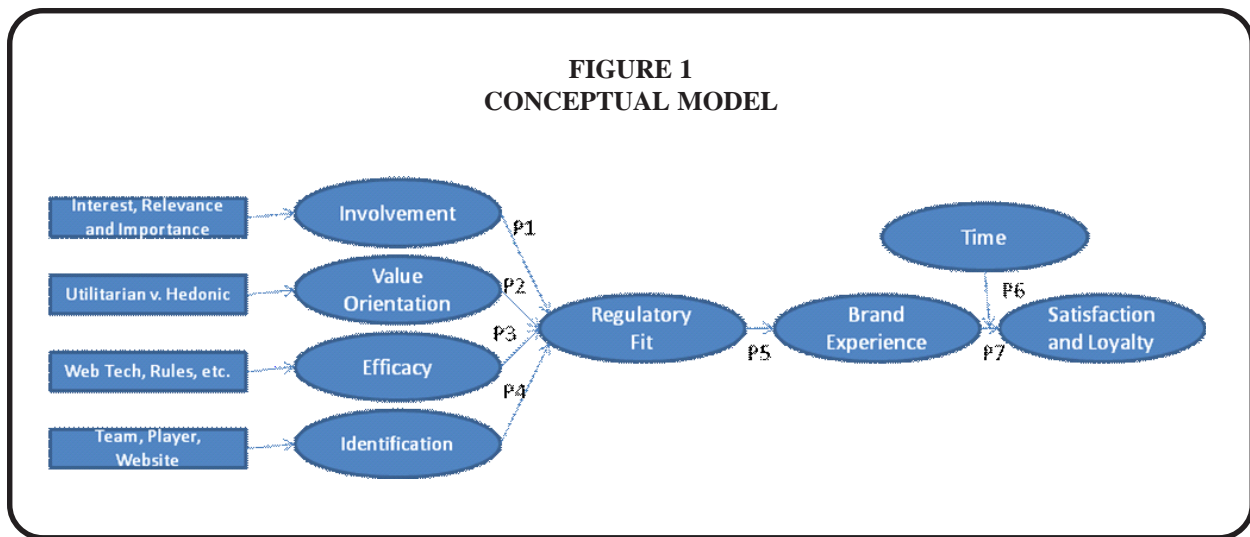 FIGURE 1
CONCEPTUAL MODEL
Interest, Relevance
and Importance
Involvement
P1
Time
Utilitarian v. Hedonic
Value
Orientation
P2
P6
P3
Regulatory
Fit
P5
Brand
Experience
P7
Satisfaction
and Loyalty
Web Tech, Rules, etc.
Efficacy
P4
Team, Player,
Website
Identification